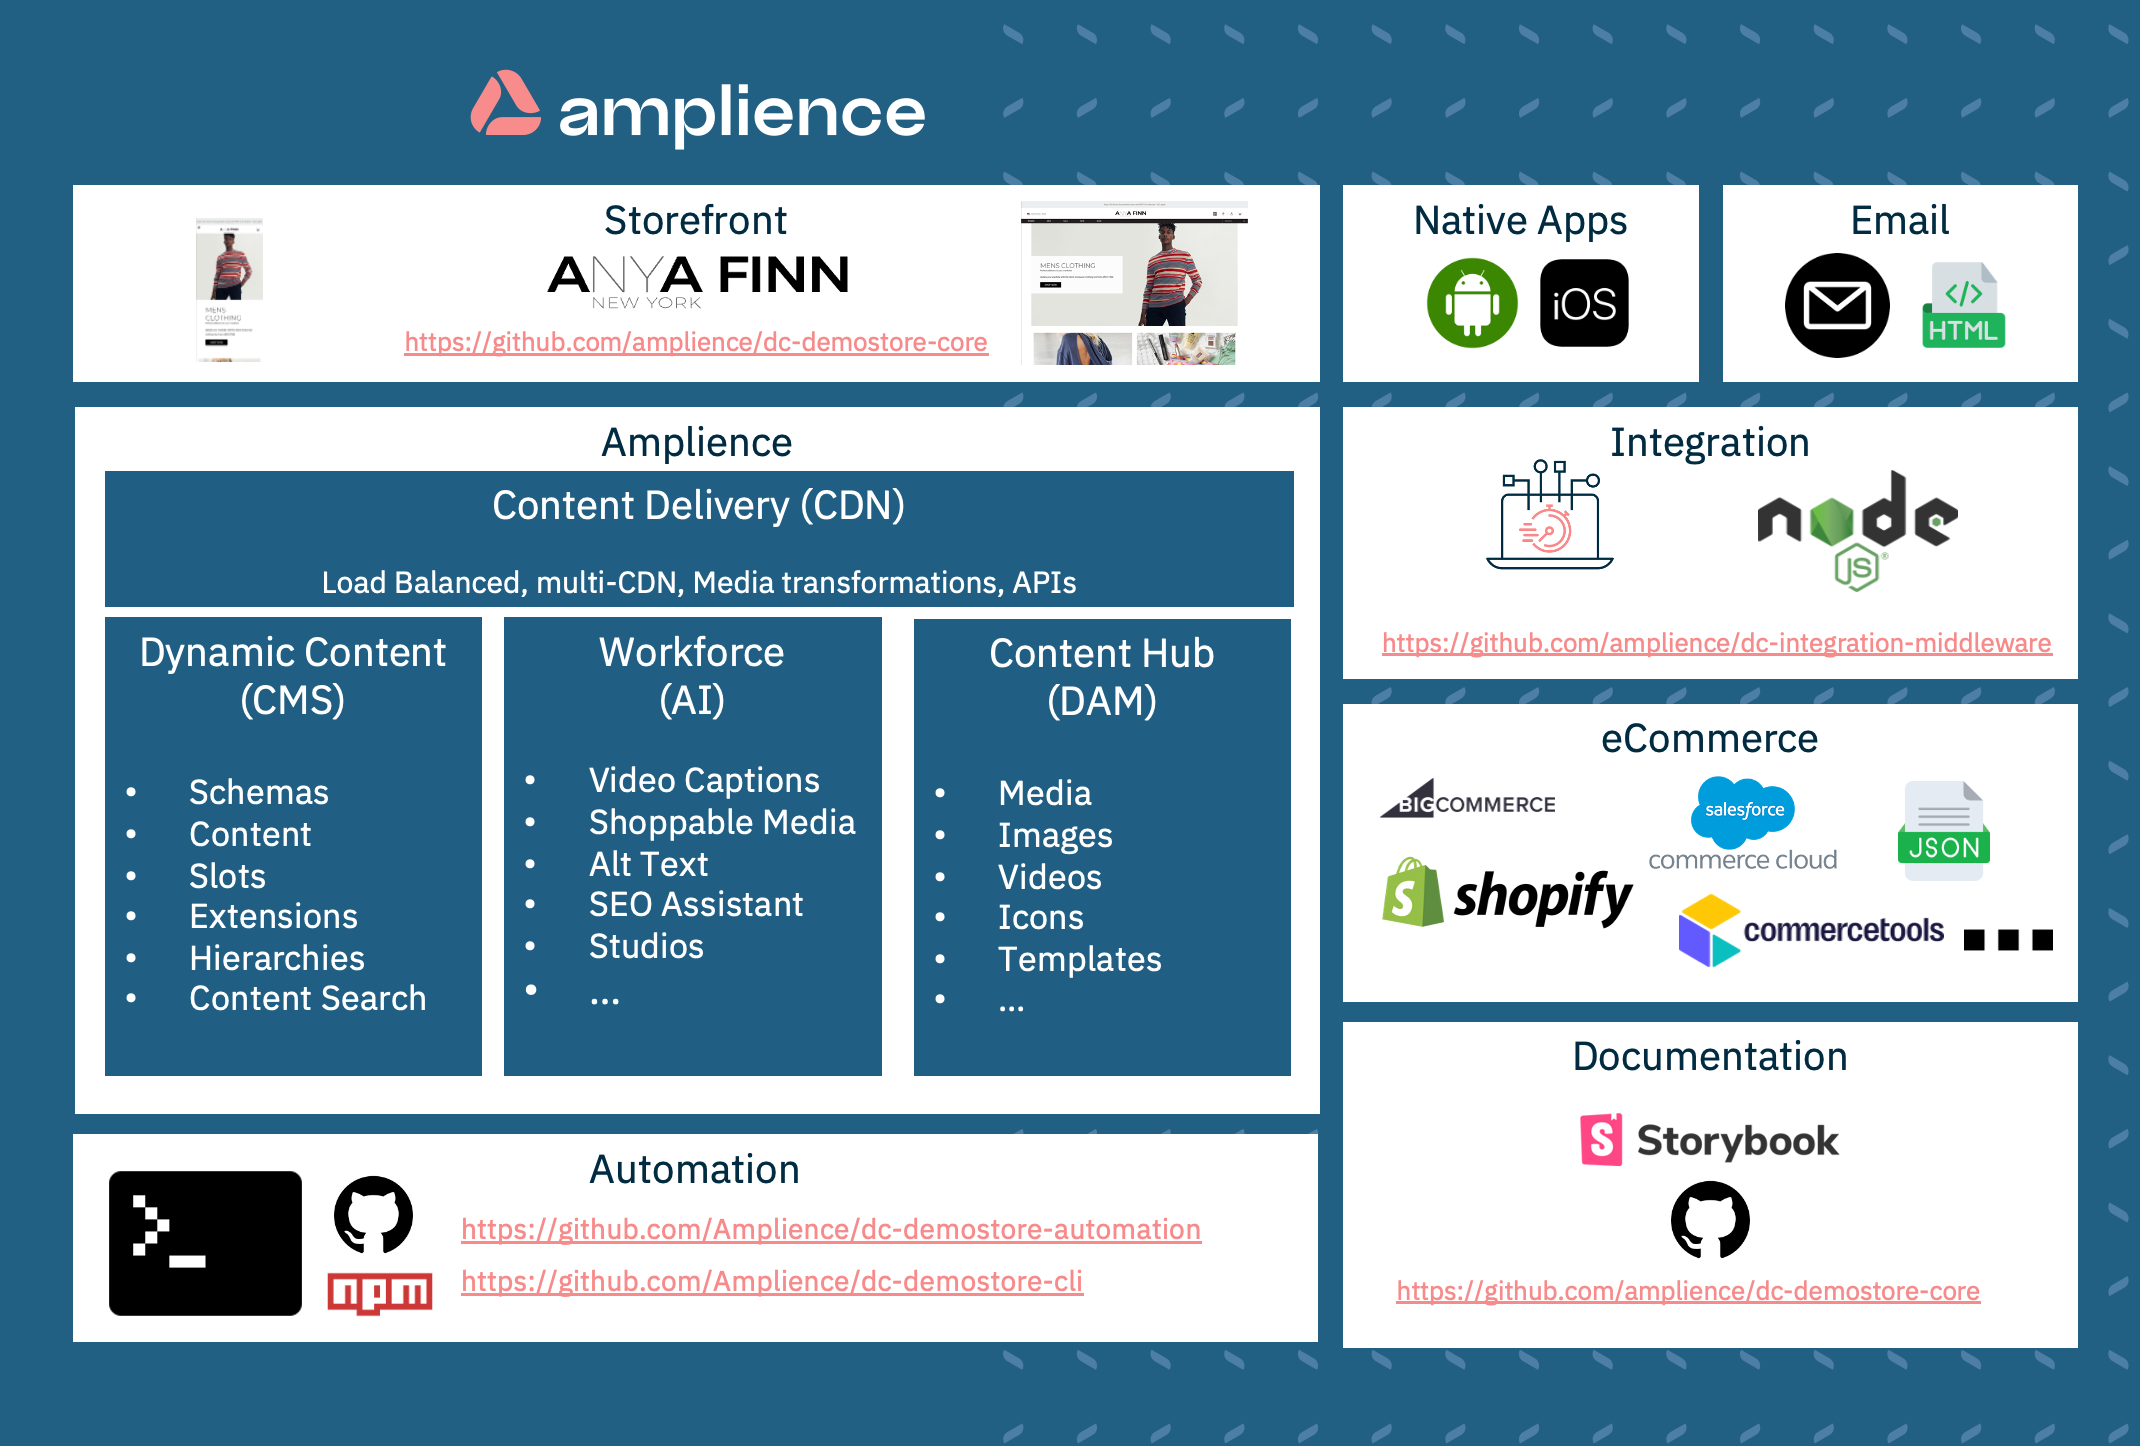 amplience
Storefront
ANYA FINN
NEW YORK
https://github.com/amplience/dc-demostore-core
MENS
CLOTHING
ANYA FINN
MENS CLOTHING
Native Apps
iOS
Email
</>
HTML
Amplience
Content Delivery (CDN)
Load Balanced, multi-CDN, Media transformations, APIs
Dynamic Content
(CMS)
• Schemas
• Content
• Slots
• Extensions
• Hierarchies
• Content Search
Workforce
(AI)
• Video Captions
• Shoppable Media
• Alt Text
• SEO Assistant
• Studios
• ...
Content Hub
(DAM)
• Media
• Images
• Videos
• Icons
• Templates
• ...
Integration
node
JS®
https://github.com/amplience/dc-integration-middleware
eCommerce
BIGCOMMERCE
salesforce
commerce cloud
JSON
shopify
commercetools
...
Documentation
Storybook
https://github.com/amplience/dc-demostore-core
Automation
>_
npm
https://github.com/Amplience/dc-demostore-automation
https://github.com/Amplience/dc-demostore-cli